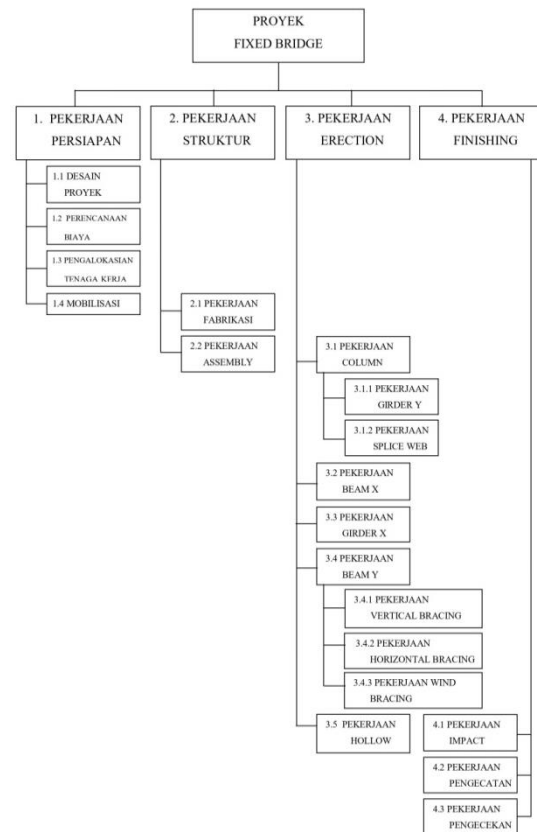 PROYEK
FIXED BRIDGE
1. PEKERJAAN
PERSIAPAN
2. PEKERJAAN
STRUKTUR
3. PEKERJAAN
ERECTION
4. PEKERJAAN
FINISHING
1.1 DESAIN
PROYEK
1.2 PERENCANAAN
BIAYA
1.3 PENGALOKASIAN
TENAGA KERJA
1.4 MOBILISASI
2.1 PEKERJAAN
FABRIKASI
2.2 PEKERJAAN
ASSEMBLY
3.1 PEKERJAAN
COLUMN
3.1.1 PEKERJAAN
GIRDER Y
3.1.2 PEKERJAAN
SPLICE WEB
3.2 PEKERJAAN
BEAM X
3.3 PEKERJAAN
GIRDER X
3.4 PEKERJAAN
BEAM Y
3.4.1 PEKERJAAN
VERTICAL BRACING
3.4.2 PEKERJAAN
HORIZONTAL BRACING
3.4.3 PEKERJAAN WIND
BRACING
3.5 PEKERJAAN
HOLLOW
4.1 PEKERJAAN
IMPACT
4.2 PEKERJAAN
PENGECATAN
4.3 PEKERJAAN
PENGECEKAN